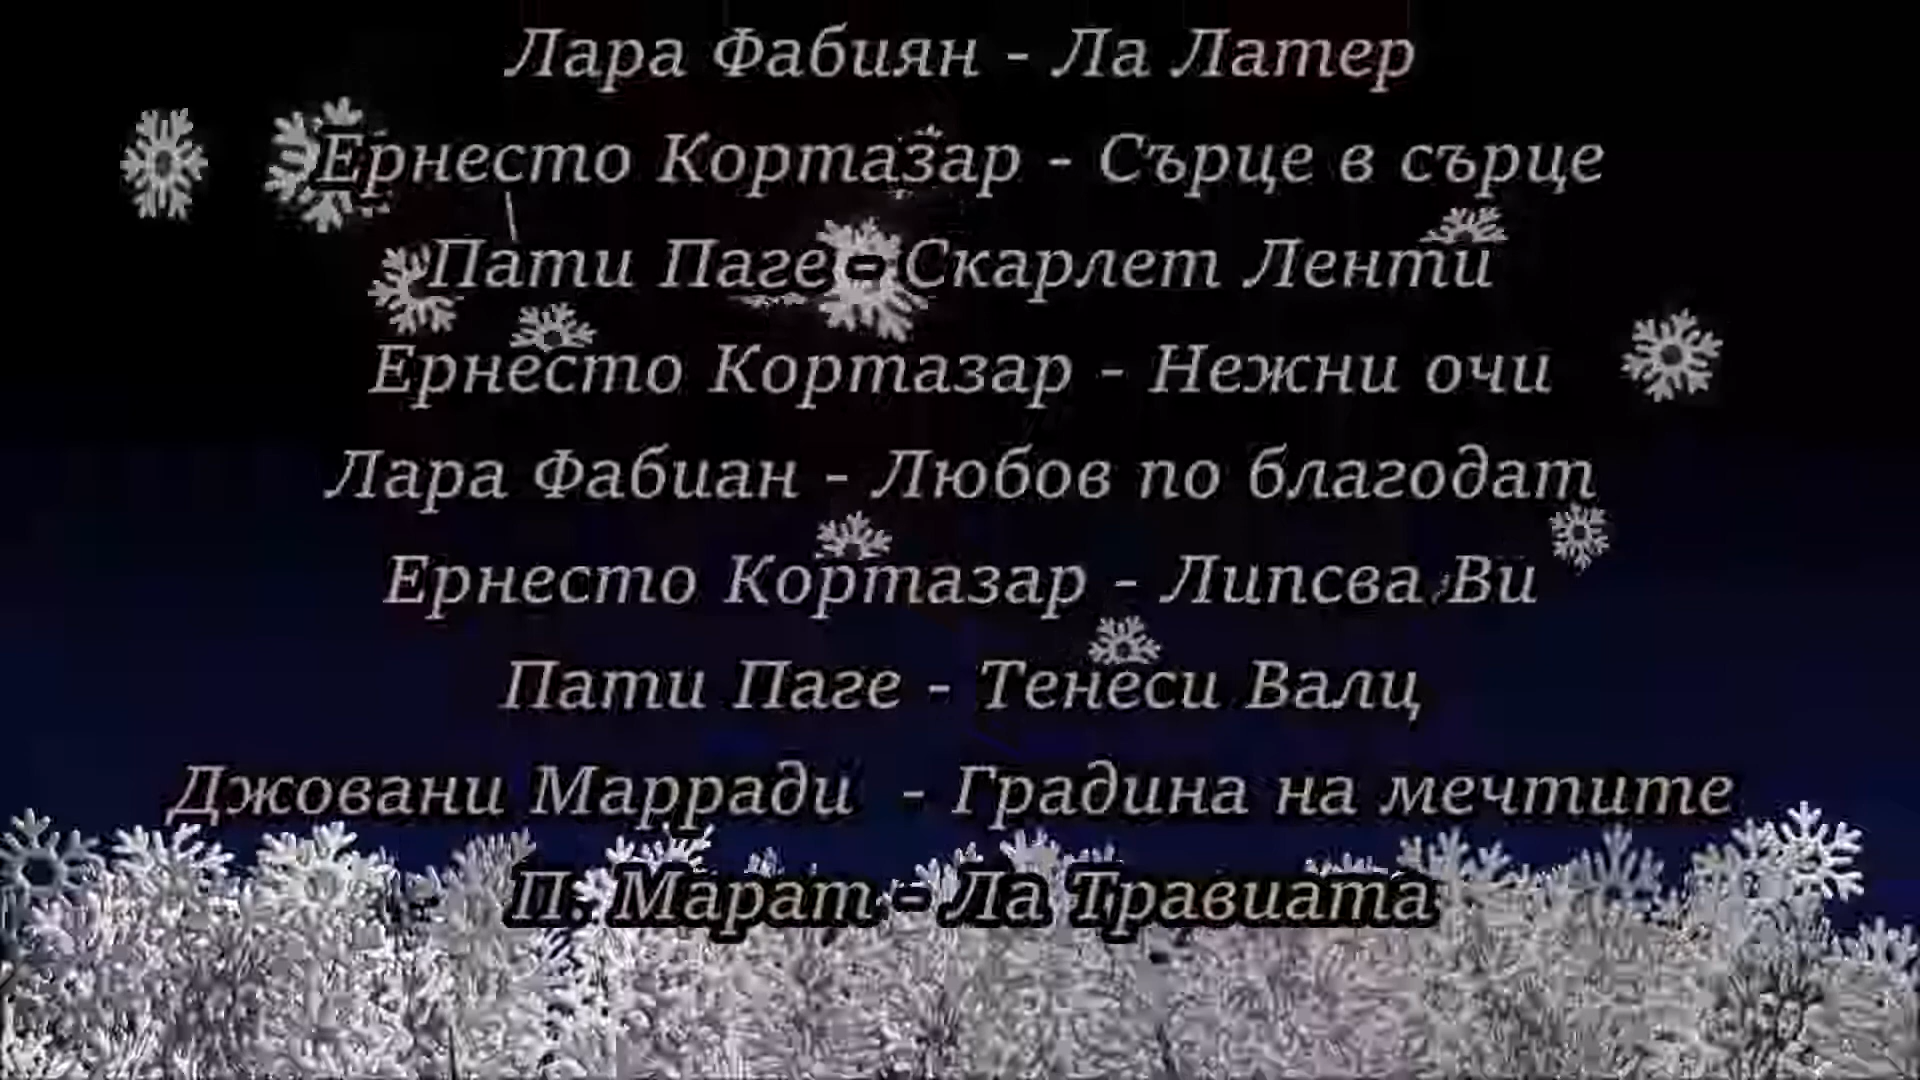 Лара Фабиян - Ла Латер
Ернесто Кортазар - Сърце в сърце
Пати Паге - Скарлет Ленти
Ернесто Кортазар - Нежни очи
Лара Фабиан - Любов по благодат
Ернесто Кортазар - Липсва Ви
Пати Паге - Тенеси Валц
Джовани Марради - Градина на мечтите
П. Марат - Ла Травиата